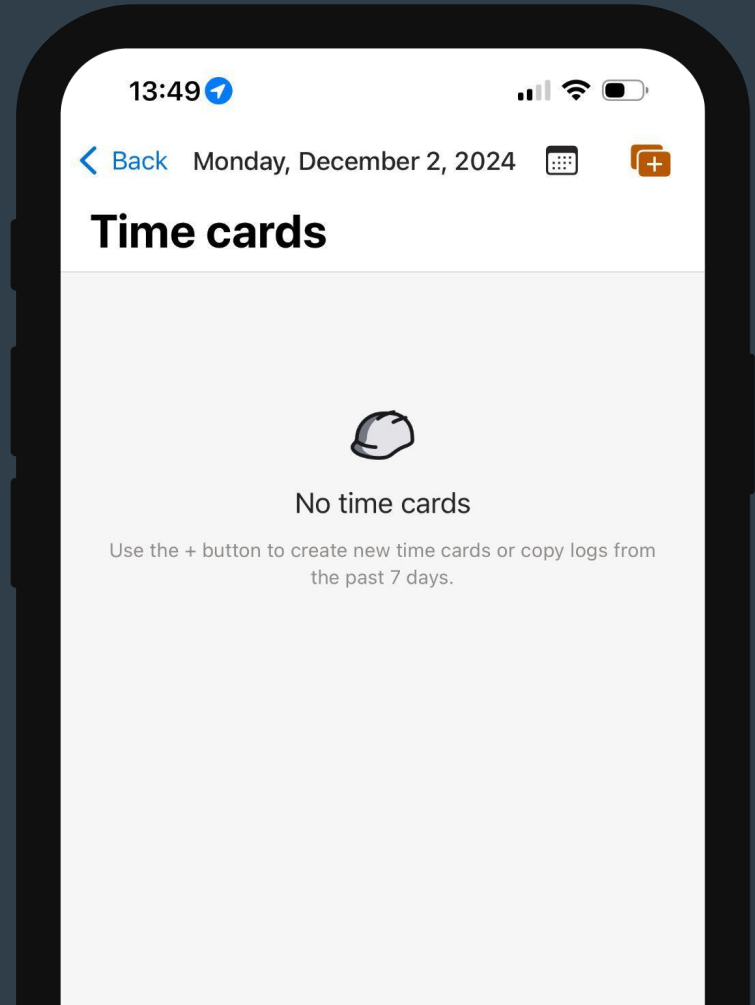 13:49
Back Monday, December 2, 2024
Time cards
No time cards
Use the + button to create new time cards or copy logs from
the past 7 days.